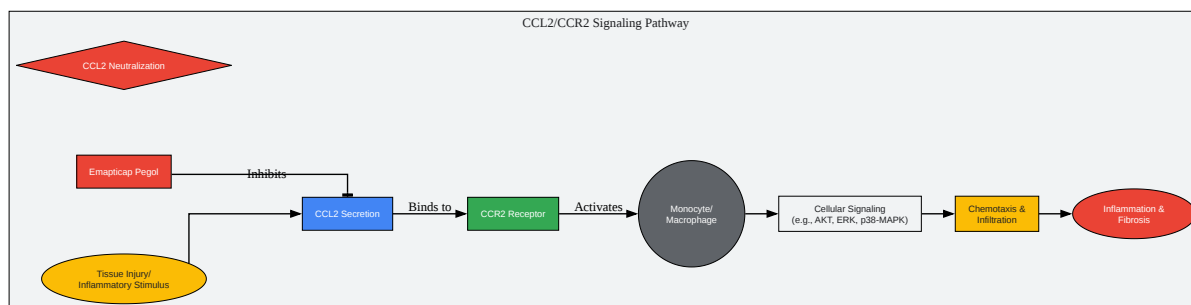 CCL2/CCR2 Signaling Pathway
CCL2 Neutralization
Emapticap Pegol
Inhibits
CCL2 Secretion
Binds to
CCR2 Receptor
Activates
Monocyte/
Macrophage
Cellular Signaling
(e.g., AKT, ERK, p38-MAPK)
Chemotaxis &
Infiltration
Inflammation &
Fibrosis
Tissue Injury/
Inflammatory Stimulus